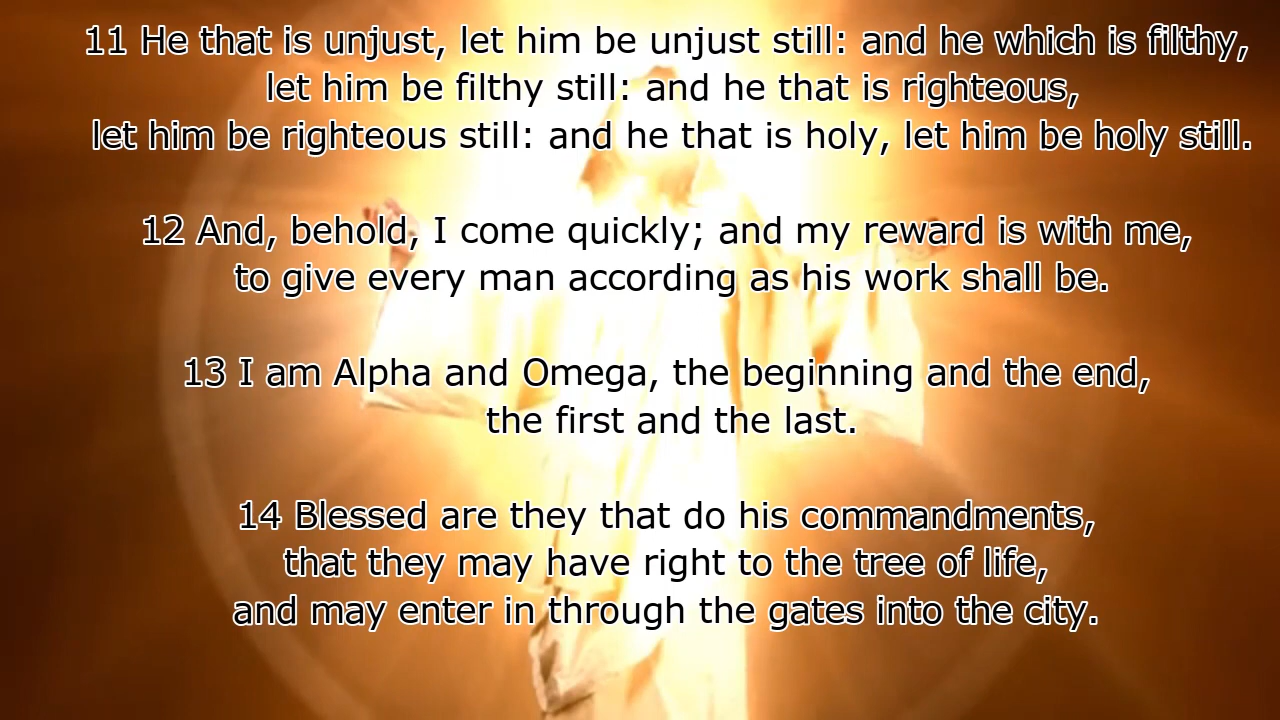 11 He that is unjust, let him be unjust still: and he which is filthy,
let him be filthy still: and he that is righteous,
let him be righteous still: and he that is holy, let him be holy still.
12 And, behold, I come quickly; and my reward is with me,
to give every man according as his work shall be.
13 I am Alpha and Omega, the beginning and the end,
the first and the last.
14 Blessed are they that do his commandments,
that they may have right to the tree of life,
and may enter in through the gates into the city.